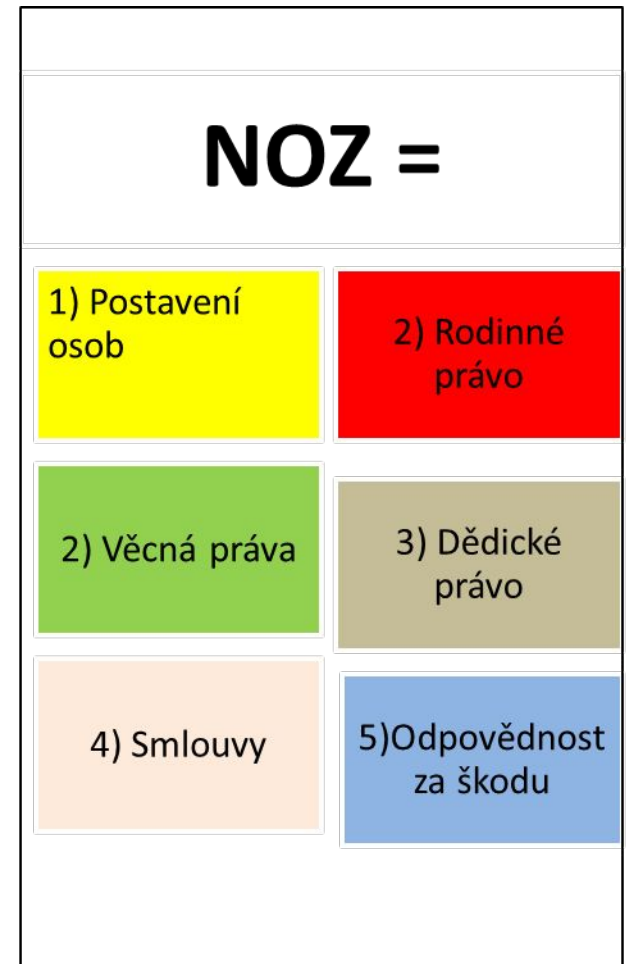 NOZ =
1) Postavení
osob
2) Rodinné
právo
2) Věcná práva
3) Dědické
právo
4) Smlouvy
5)Odpovědnost
za škodu